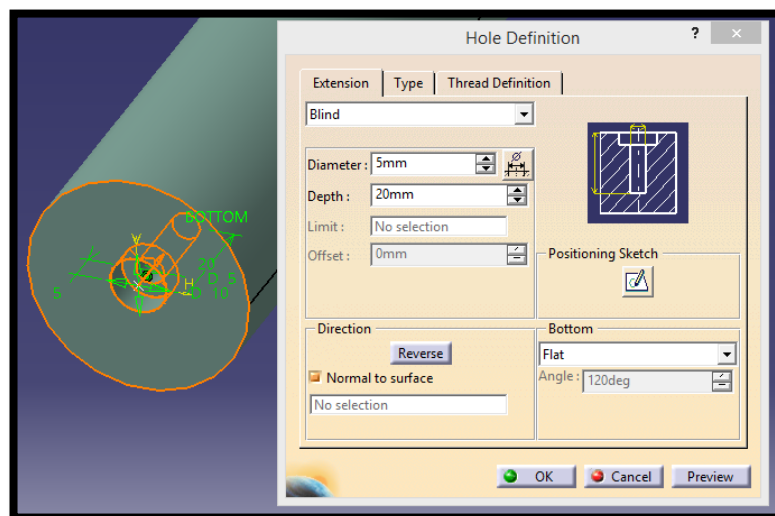 Hole Definition
?
Extension
Type
Thread Definition
Blind
Diameter :
5mm
Depth :
20mm
Limit :
No selection
Offset :
0mm
Positioning Sketch
Direction
Reverse
Normal to surface
No selection
Bottom
Flat
Angle :
120deg
OK
Cancel
Preview
BOTTOM
V
20
D 5
H
D 10
5